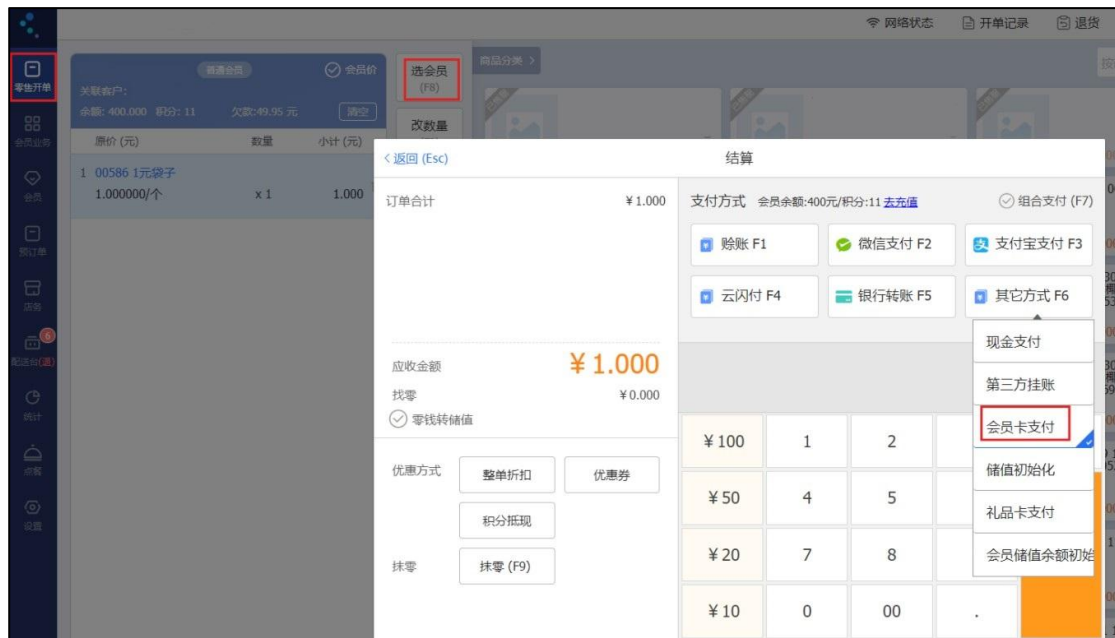 网络状态
开单记录
退货
零售开单
会员业务
会员
预订单
店务
6
配送台(送)
统计
点餐
设置
普通会员
会员价
关联客户:
余额: 400.000 积分: 11 欠款:49.95 元 清空
原价 (元) 数量 小计 (元)
1 00586 1元袋子
1.000000/个 x 1 1.000
选会员
(F8)
改数量
商品分类 >
< 返回 (Esc)
结算
订单合计 ¥1.000
应收金额 ¥1.000
找零 ¥0.000
零钱转储值
优惠方式 整单折扣 优惠券
积分抵现
抹零 抹零 (F9)
支付方式 会员余额:400元/积分:11 去充值 组合支付 (F7)
赊账 F1 微信支付 F2 支付宝支付 F3
云闪付 F4 银行转账 F5 其它方式 F6
现金支付
第三方挂账
会员卡支付
储值初始化
礼品卡支付
会员储值余额初始
¥100 1 2
¥50 4 5
¥20 7 8
¥10 0 00 .